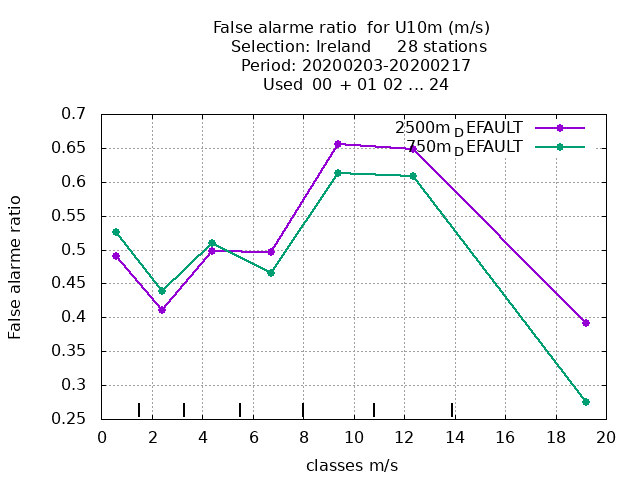 False alarme ratio  for U10m (m/s)
Selection: Ireland     28 stations
Period: 20200203-20200217
Used  00 + 01 02 ... 24
0.7
0.65
0.6
0.55
0.5
0.45
0.4
0.35
0.3
0.25
False alarme ratio
2500m_DEFAULT
750m_DEFAULT
0 2 4 6 8 10 12 14 16 18 20
classes m/s